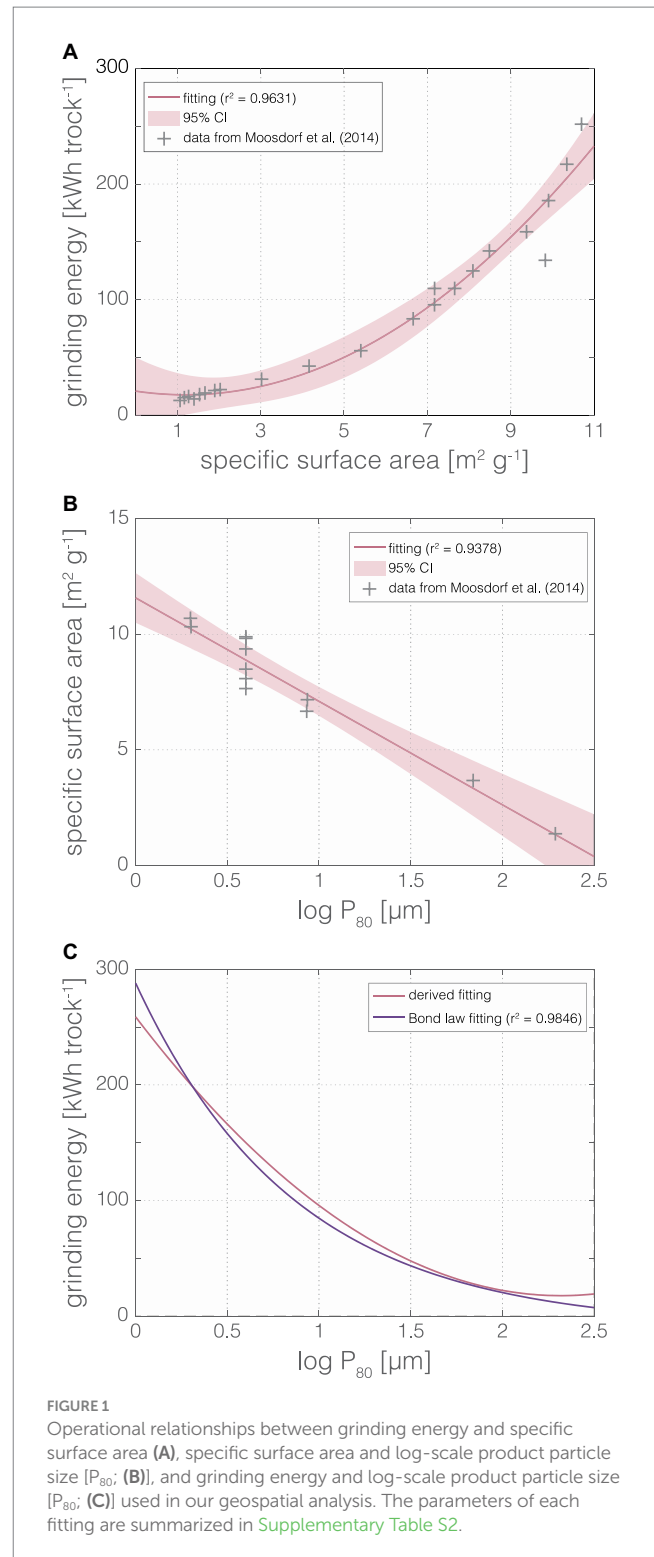 A
300
200
100
0
grinding energy [kWh trock⁻¹]
fitting (r² = 0.9631)
95% CI
data from Moosdorf et al. (2014)
1 3 5 7 9 11
specific surface area [m² g⁻¹]
B
15
10
5
0
specific surface area [m² g⁻¹]
fitting (r² = 0.9378)
95% CI
data from Moosdorf et al. (2014)
0 0.5 1 1.5 2 2.5
log P₈₀ [µm]
C
300
200
100
0
grinding energy [kWh trock⁻¹]
derived fitting
Bond law fitting (r² = 0.9846)
0 0.5 1 1.5 2 2.5
log P₈₀ [µm]
FIGURE 1
Operational relationships between grinding energy and specific
surface area (A), specific surface area and log-scale product particle
size [P₈₀; (B)], and grinding energy and log-scale product particle size
[P₈₀; (C)] used in our geospatial analysis. The parameters of each
fitting are summarized in Supplementary Table S2.